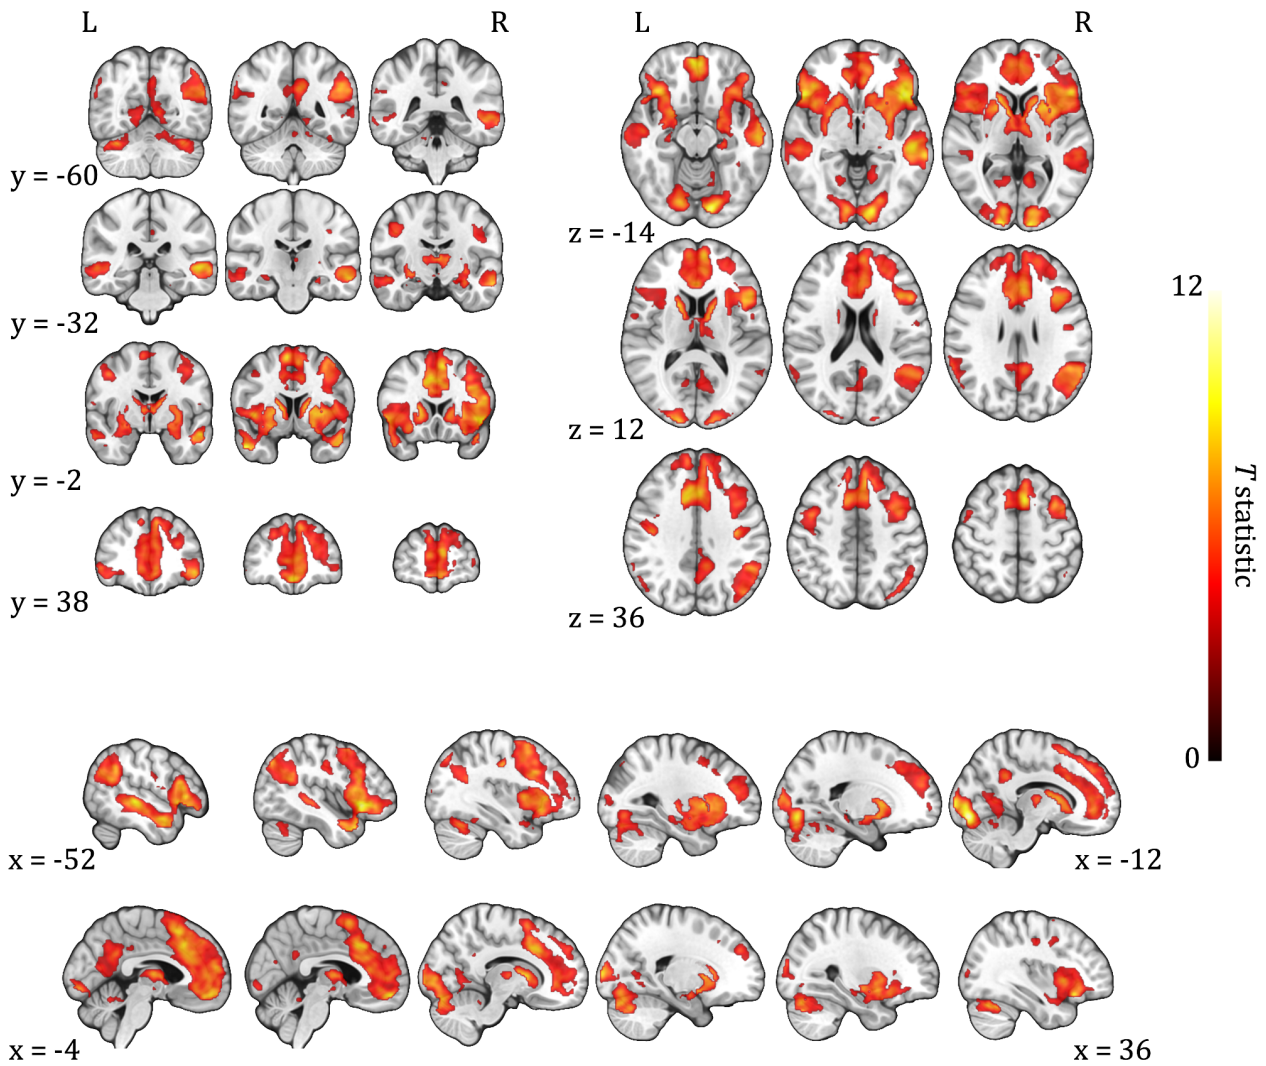 L R
y = -60
y = -32
y = -2
y = 38
L R
z = -14
z = 12
z = 36
12
T statistic
0
x = -52
x = -12
x = -4
x = 36